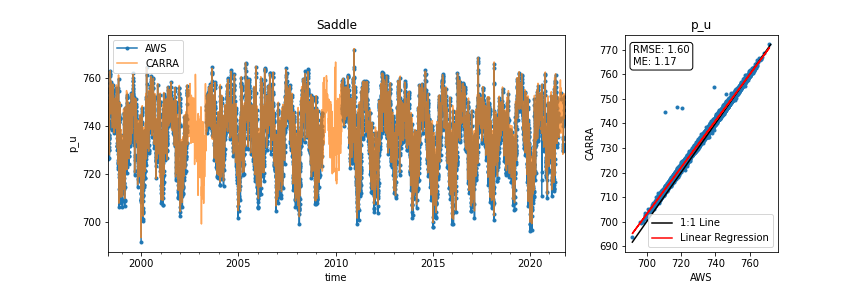 Saddle
AWS
CARRA
p_u
760
740
720
700
2000
2005
2010
2015
2020
time
p_u
RMSE: 1.60
ME: 1.17
CARRA
770
760
750
740
730
720
710
700
690
1:1 Line
Linear Regression
700
720
740
760
AWS